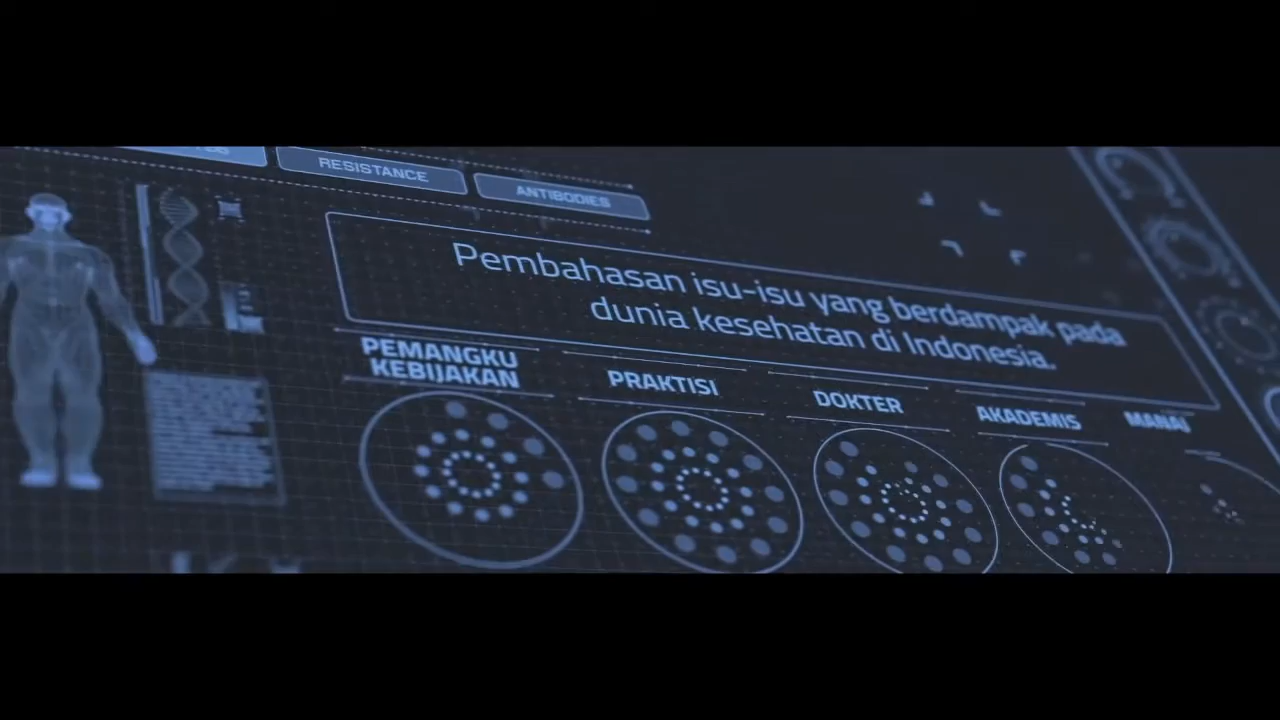 RESISTANCE
ANTIBODIES
Pembahasan isu-isu yang berdampak pada
dunia kesehatan di Indonesia.
PEMANGKU
KEBIJAKAN
PRAKTISI
DOKTER
AKADEMIS